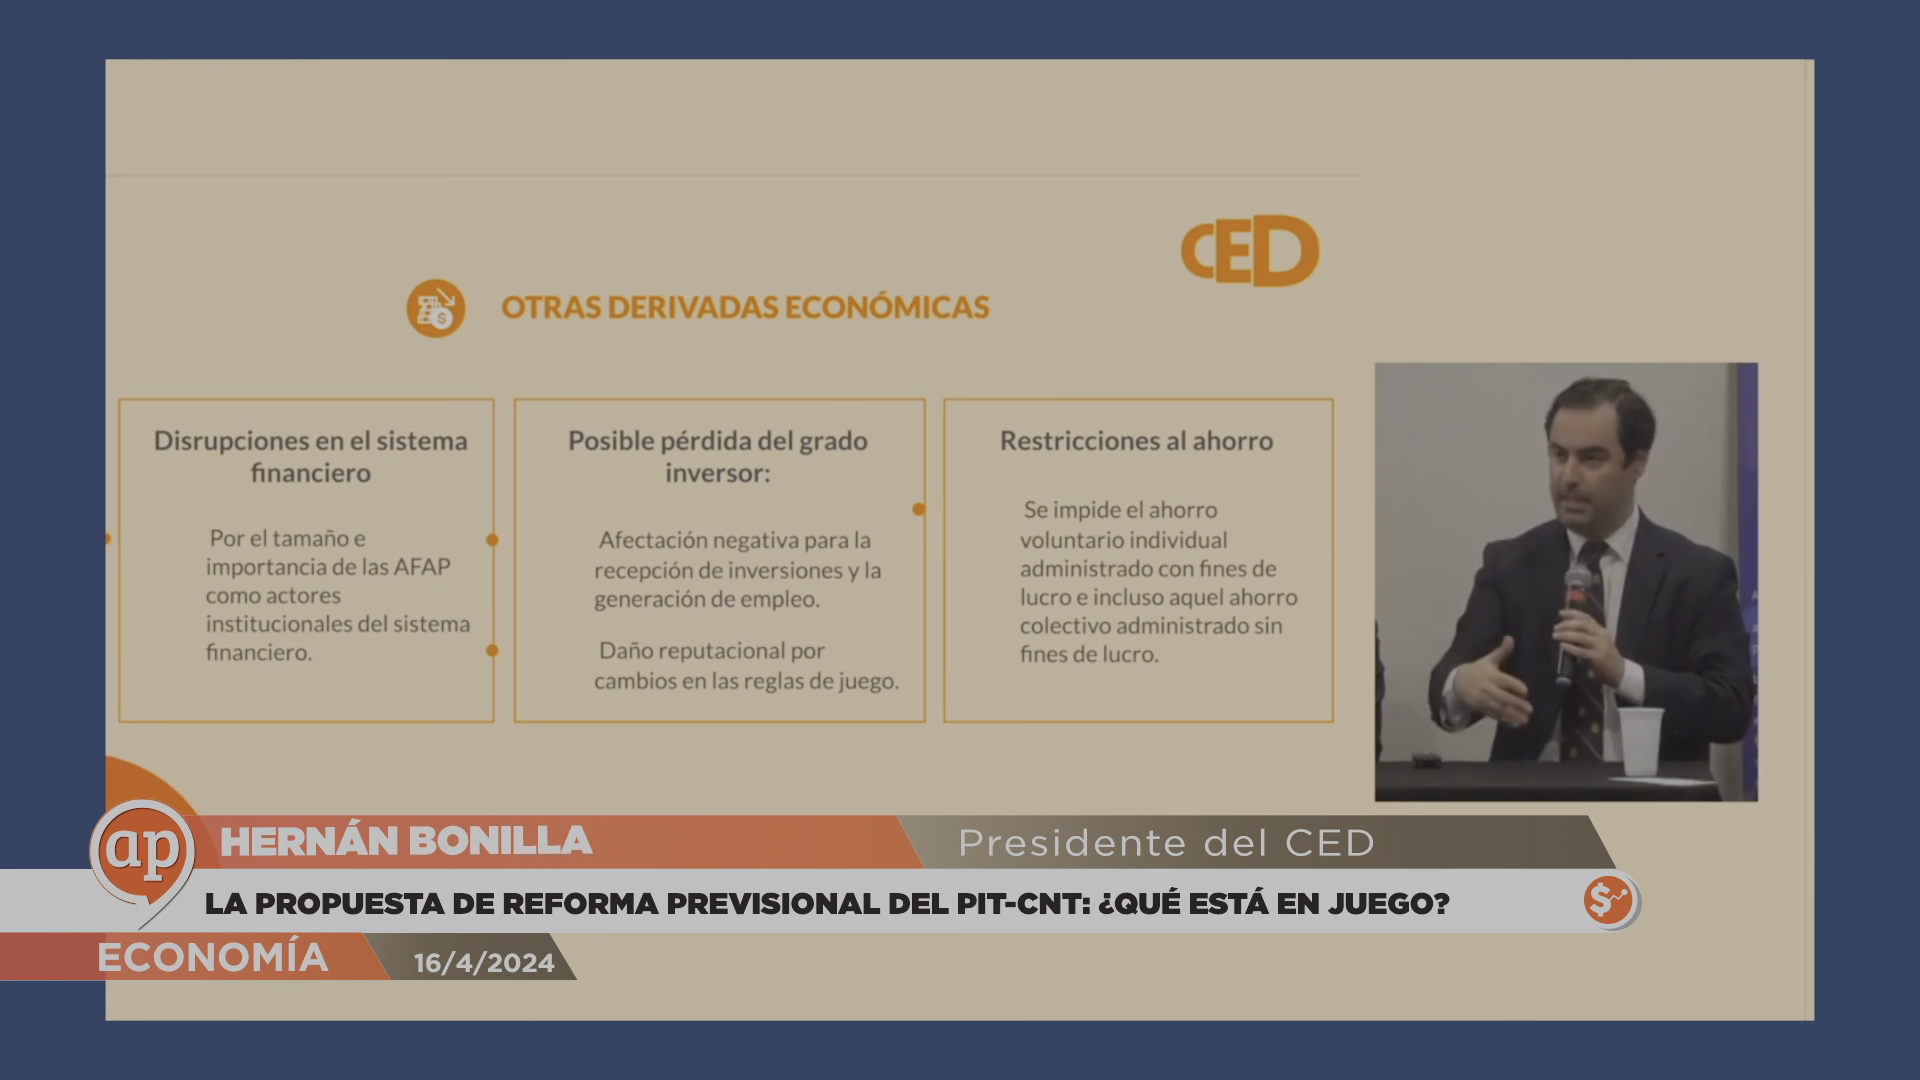 CED
OTRAS DERIVADAS ECONÓMICAS
Disrupciones en el sistema
financiero
Por el tamaño e
importancia de las AFAP
como actores
institucionales del sistema
financiero.
Posible pérdida del grado
inversor:
Afectación negativa para la
recepción de inversiones y la
generación de empleo.
Daño reputacional por
cambios en las reglas de juego.
Restricciones al ahorro
Se impide el ahorro
voluntario individual
administrado con fines de
lucro e incluso aquel ahorro
colectivo administrado sin
fines de lucro.
ap
HERNÁN BONILLA
Presidente del CED
LA PROPUESTA DE REFORMA PREVISIONAL DEL PIT-CNT: ¿QUÉ ESTÁ EN JUEGO?
ECONOMÍA
16/4/2024